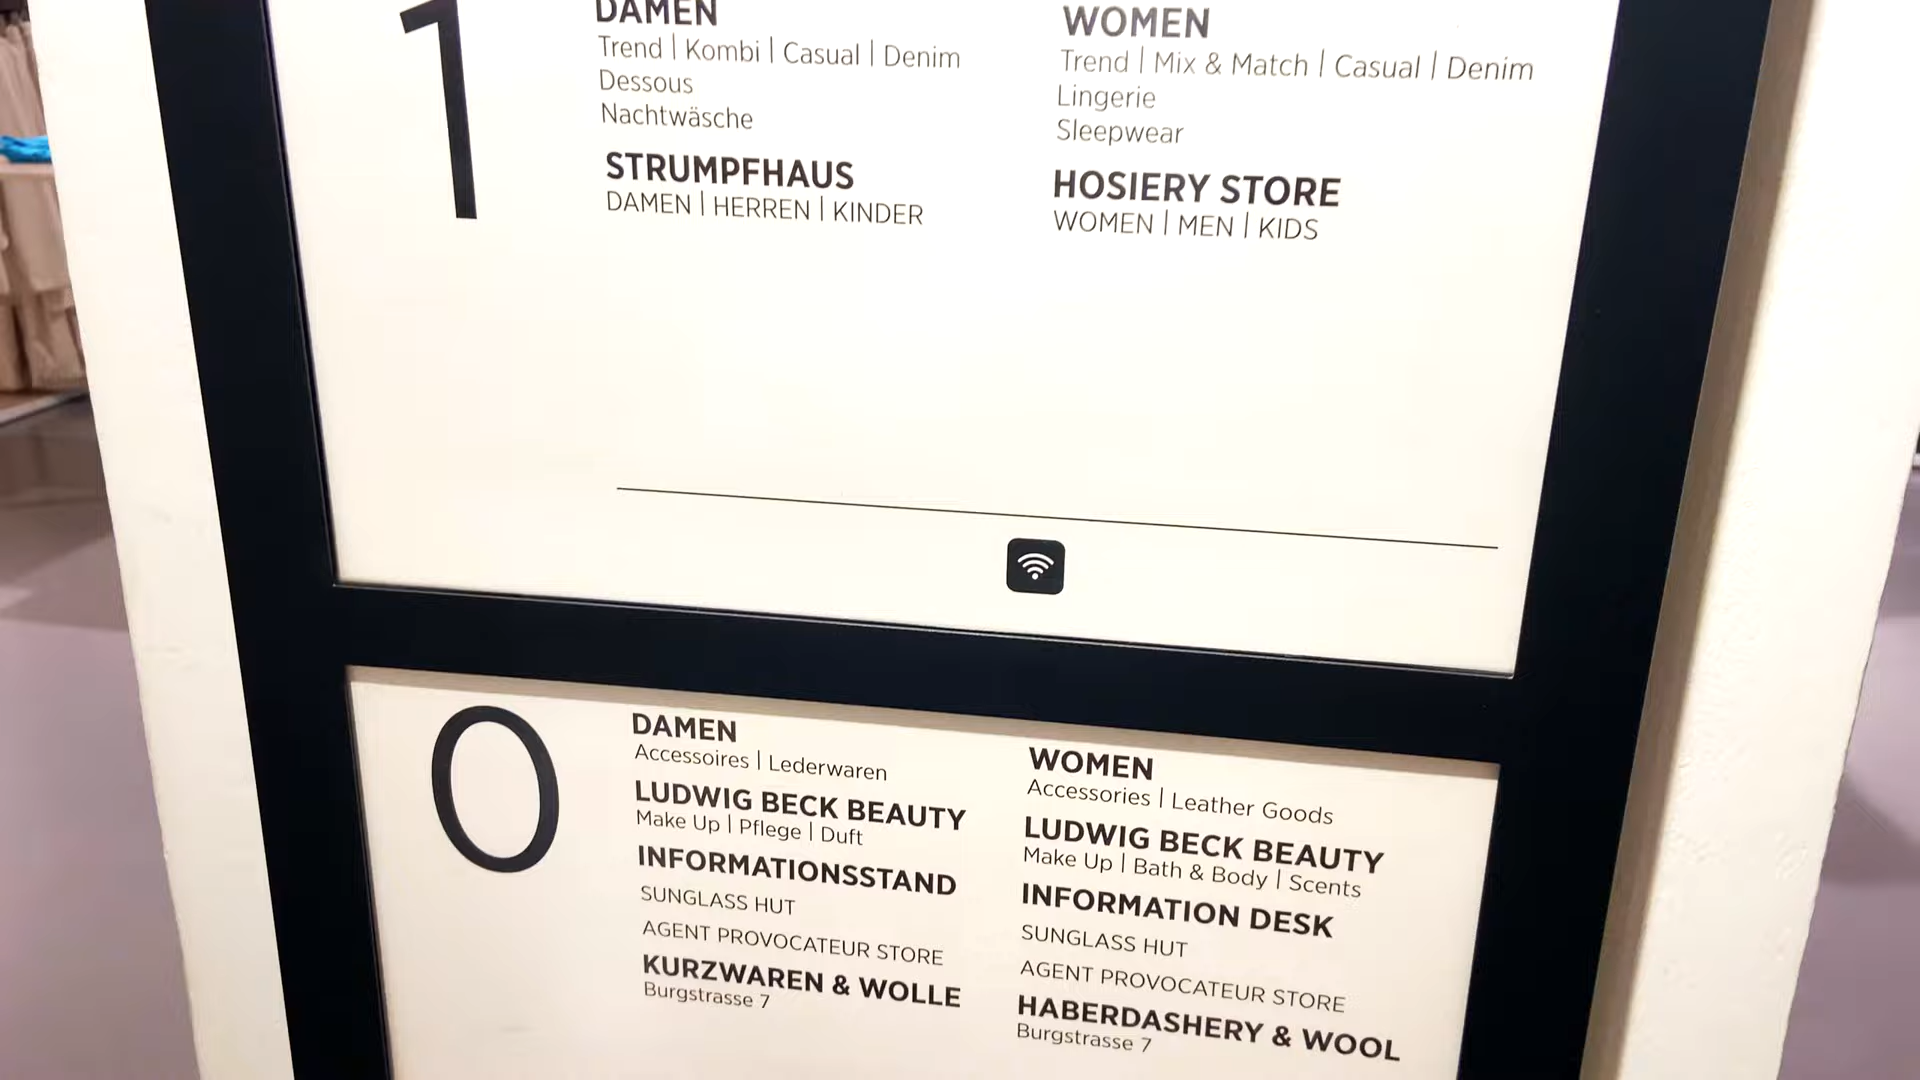 1
DAMEN
Trend | Kombi | Casual | Denim
Dessous
Nachtwäsche
STRUMPFHAUS
DAMEN | HERREN | KINDER
WOMEN
Trend | Mix & Match | Casual | Denim
Lingerie
Sleepwear
HOSIERY STORE
WOMEN | MEN | KIDS
0
DAMEN
Accessoires | Lederwaren
LUDWIG BECK BEAUTY
Make Up | Pflege | Duft
INFORMATIONSSTAND
SUNGLASS HUT
AGENT PROVOCATEUR STORE
KURZWAREN & WOLLE
Burgstrasse 7
WOMEN
Accessories | Leather Goods
LUDWIG BECK BEAUTY
Make Up | Bath & Body | Scents
INFORMATION DESK
SUNGLASS HUT
AGENT PROVOCATEUR STORE
HABERDASHERY & WOOL
Burgstrasse 7